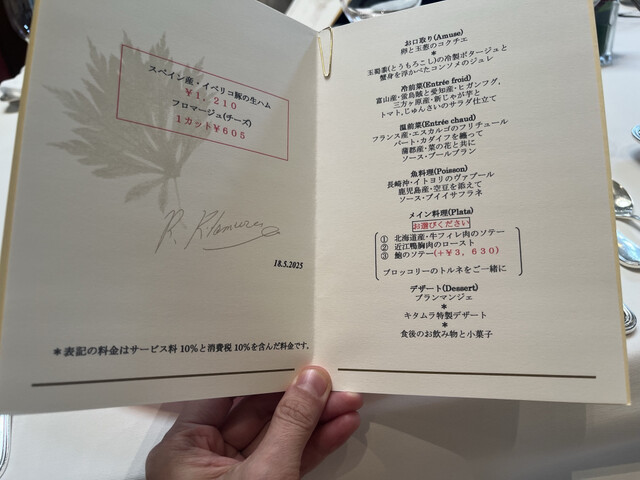 スペイン産・イベリコ豚の生ハム
¥1,210
フロマージュ(チーズ)
1カット¥605
R. Kitamura
18.5.2025
＊表記の料金はサービス料10%と消費税10%を含んだ料金です。
お口取り(Amuse)
卵と玉葱のコクチエ
＊
玉蜀黍(とうもろこし)の冷製ポタージュと
蟹身を浮かべたコンソメのジュレ
冷前菜(Entrée froid)
富山産・蛍烏賊と愛知産・ヒガンフグ,
三方ヶ原産・新じゃが芋と
トマト,じゅんさいのサラダ仕立て
温前菜(Entrée chaud)
フランス産・エスカルゴのフリチュール
パート・カダイフを纏って
蒲郡産・菜の花と共に
ソース・ブールブラン
魚料理(Poisson)
長崎沖・イトヨリのヴァプール
鹿児島産・空豆を添えて
ソース・ブイイサフラネ
メイン料理(Plats)
お選びください
① 北海道産・牛フィレ肉のソテー
② 近江鴨胸肉のロースト
③ 鮑のソテー(+¥3,630)
ブロッコリーのトルネをご一緒に
デザート(Dessert)
ブランマンジェ
＊
キタムラ特製デザート
＊
食後のお飲み物と小菓子